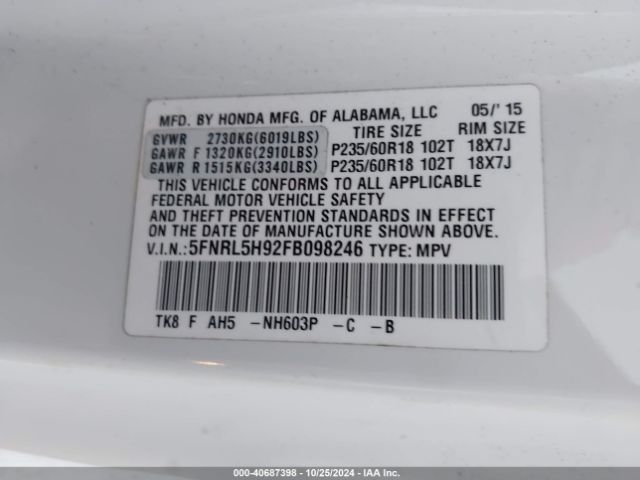 MFD. BY HONDA MFG. OF ALABAMA, LLC 05/'15
TIRE SIZE RIM SIZE
GVWR 2730KG(6019LBS)
GAWR F 1320KG(2910LBS) P235/60R18 102T 18X7J
GAWR R 1515KG(3340LBS) P235/60R18 102T 18X7J
THIS VEHICLE CONFORMS TO ALL APPLICABLE
FEDERAL MOTOR VEHICLE SAFETY
AND THEFT PREVENTION STANDARDS IN EFFECT
ON THE DATE OF MANUFACTURE SHOWN ABOVE.
V.I.N.:5FNRL5H92FB098246 TYPE: MPV
TK8 F AH5 -NH603P -C -B
000-40687398 - 10/25/2024 - IAA Inc.